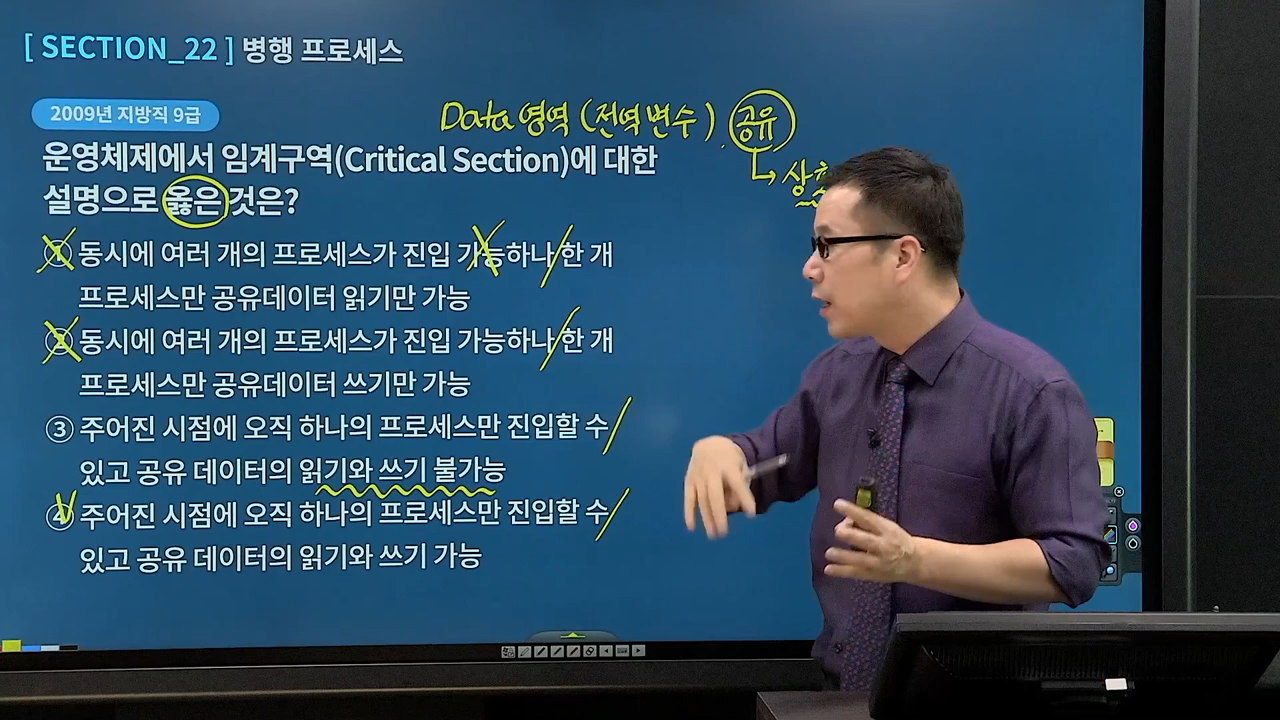 [ SECTION_22 ] 병행 프로세스
2009년 지방직 9급
Data 영역 (전역변수) 공유
운영체제에서 임계구역(Critical Section)에 대한
설명으로 옳은 것은?
① 동시에 여러 개의 프로세스가 진입 가능하나 한 개
프로세스만 공유데이터 읽기만 가능
② 동시에 여러 개의 프로세스가 진입 가능하나 한 개
프로세스만 공유데이터 쓰기만 가능
③ 주어진 시점에 오직 하나의 프로세스만 진입할 수
있고 공유 데이터의 읽기와 쓰기 불가능
④ 주어진 시점에 오직 하나의 프로세스만 진입할 수
있고 공유 데이터의 읽기와 쓰기 가능